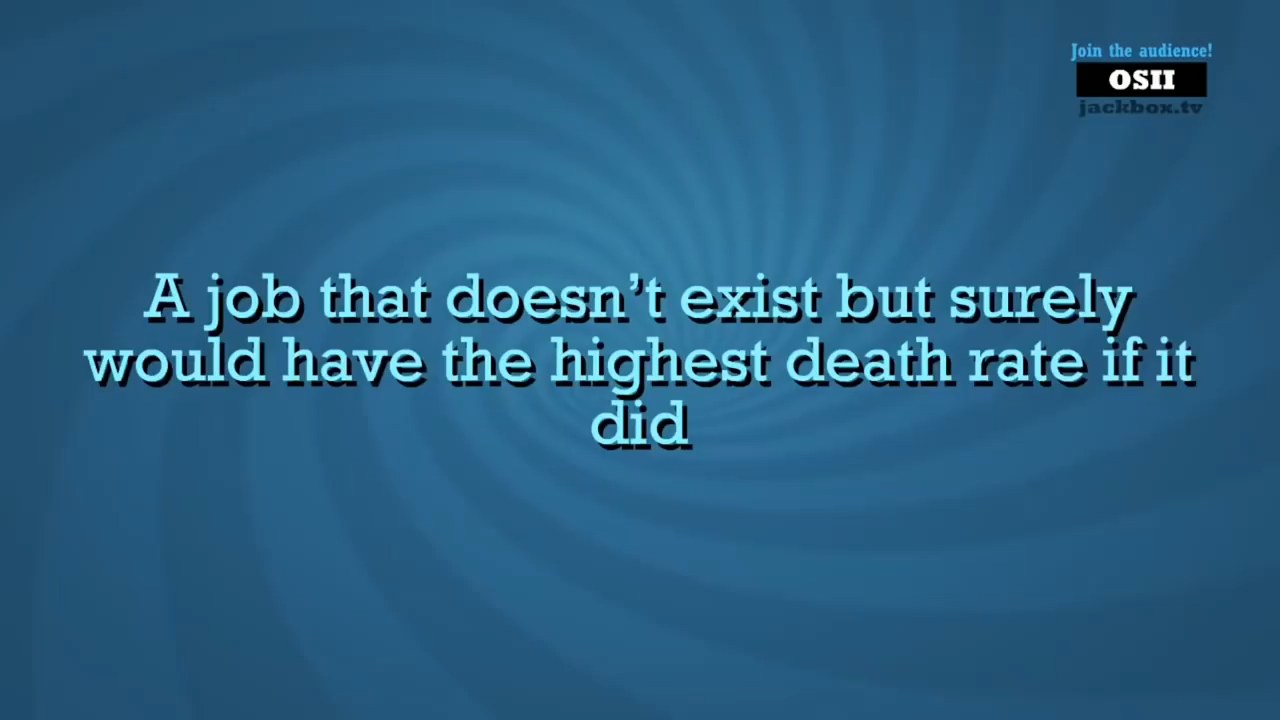 Join the audience!
OSII
jackbox.tv
A job that doesn't exist but surely
would have the highest death rate if it
did